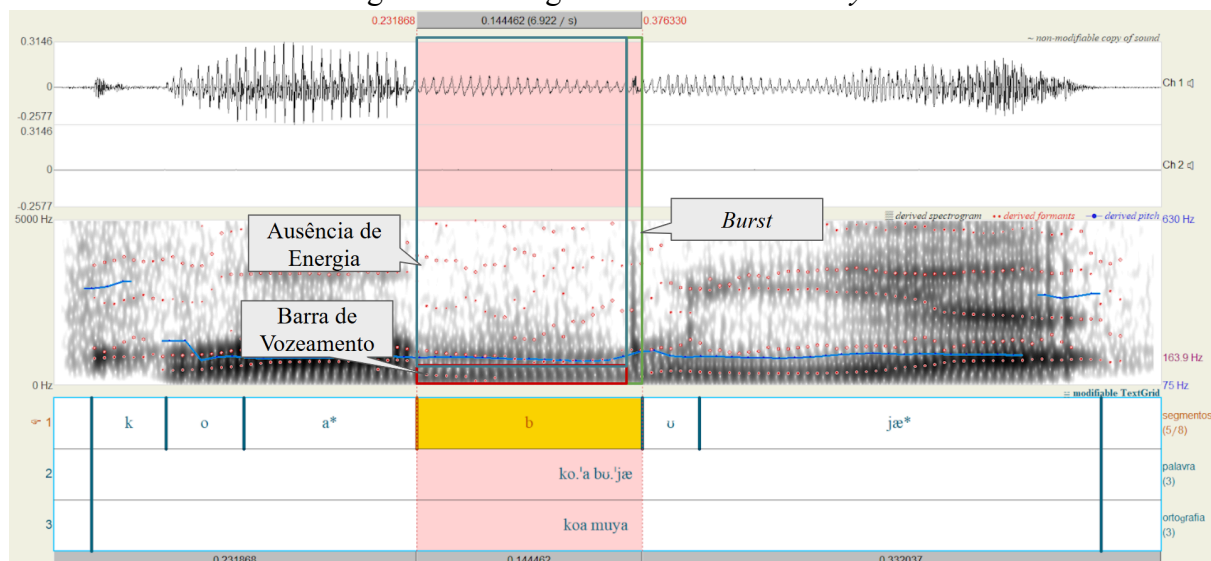 0.231868 0.144462 (6.922 / s) 0.376330
0.3146
~ non-modifiable copy of sound
0
Ch 1
-0.2577
0.3146
0
Ch 2
-0.2577
5000 Hz
derived spectrogram derived formants derived pitch 630 Hz
Ausência de
Energia
Burst
Barra de
Vozeamento
163.9 Hz
0 Hz
75 Hz
modifiable TextGrid
1 k o a* b ʊ jæ* segmentos
(5/8)
2 ko.ˈa bʊ.ˈjæ palavra
(3)
3 koa muya ortografia
(3)
0.231868 0.144462 0.332037